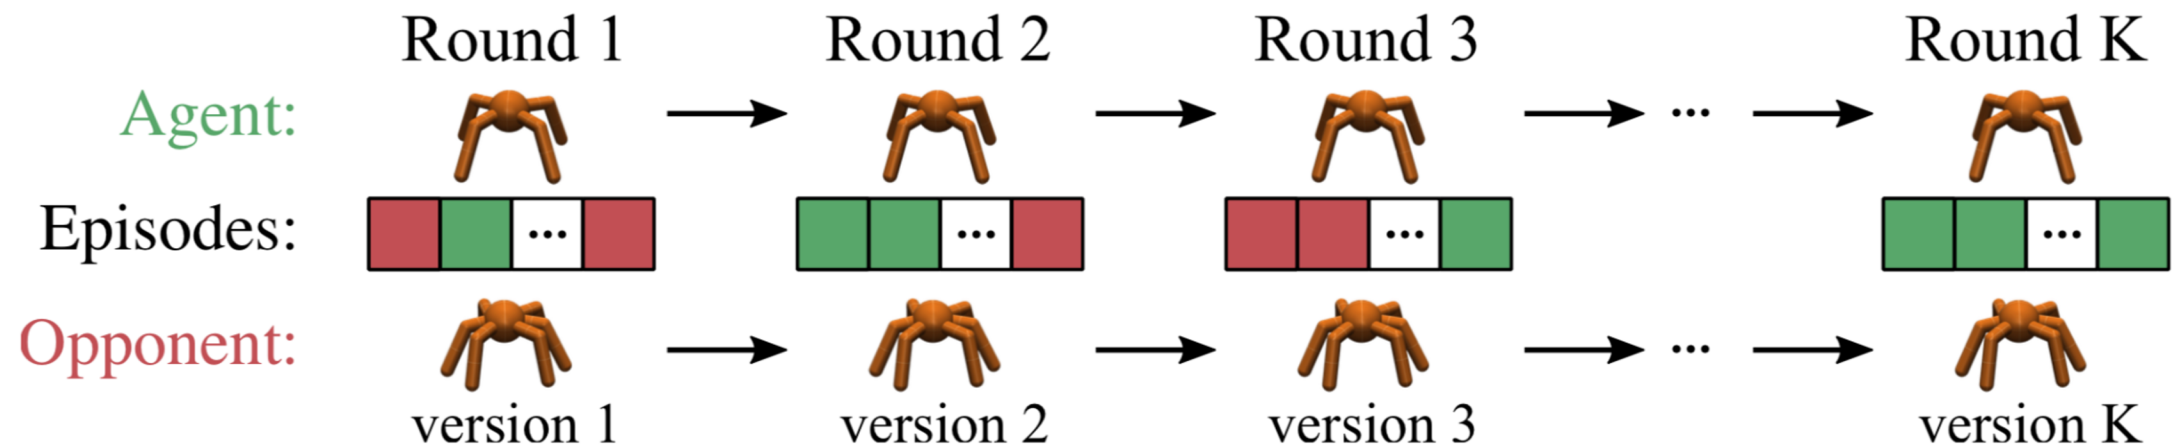 Round 1 Round 2 Round 3 Round K
Agent: ...
Episodes: ... ... ... ...
Opponent: ...
version 1 version 2 version 3 version K